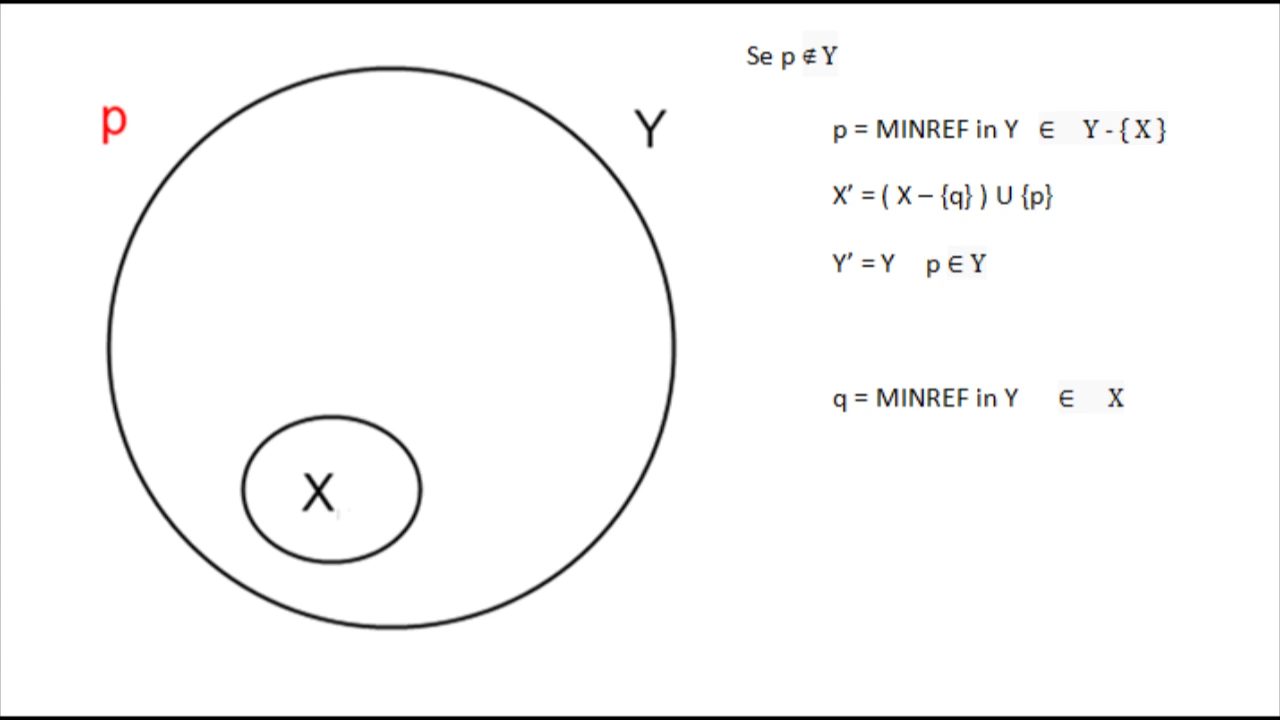 Se p ∉ Y
p
Y
p = MINREF in Y ∈ Y - { X }
X’ = ( X – {q} ) U {p}
Y’ = Y p ∈ Y
q = MINREF in Y ∈ X
X